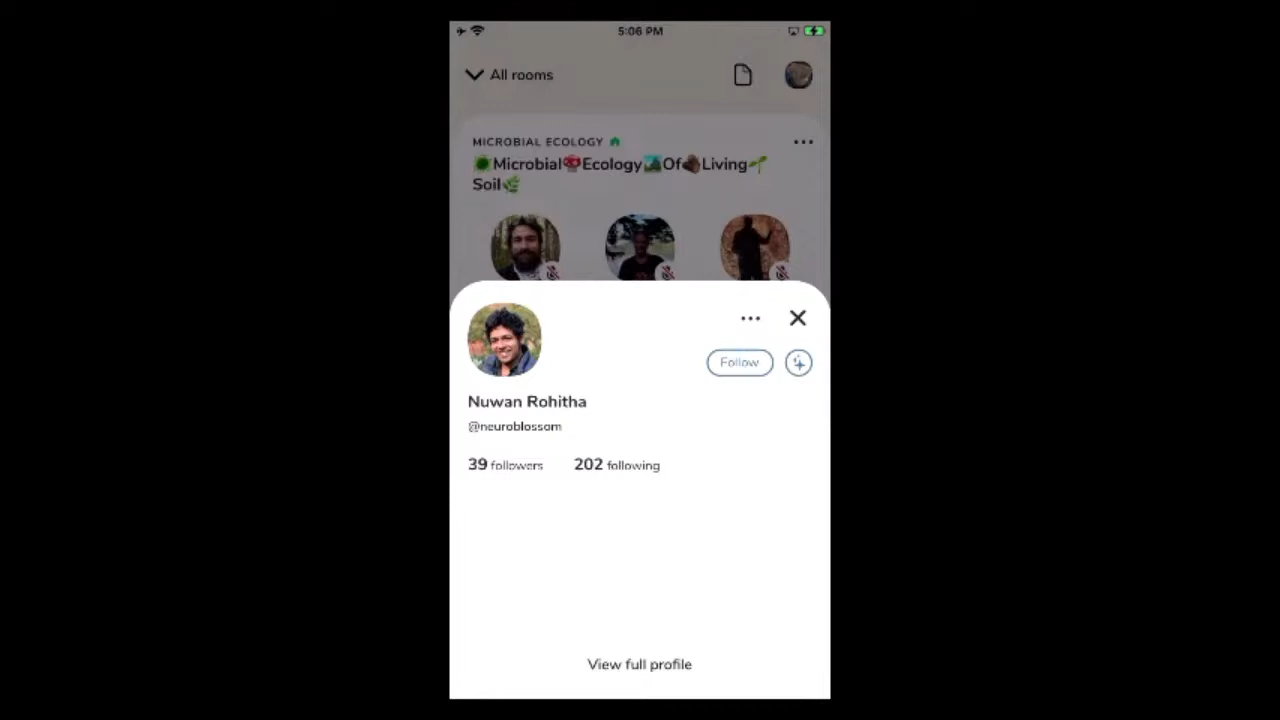 5:06 PM
All rooms
MICROBIAL ECOLOGY
Microbial🍄Ecology🏞Of🪨Living🌱
Soil🌿
Follow
Nuwan Rohitha
@neuroblossom
39 followers 202 following
View full profile